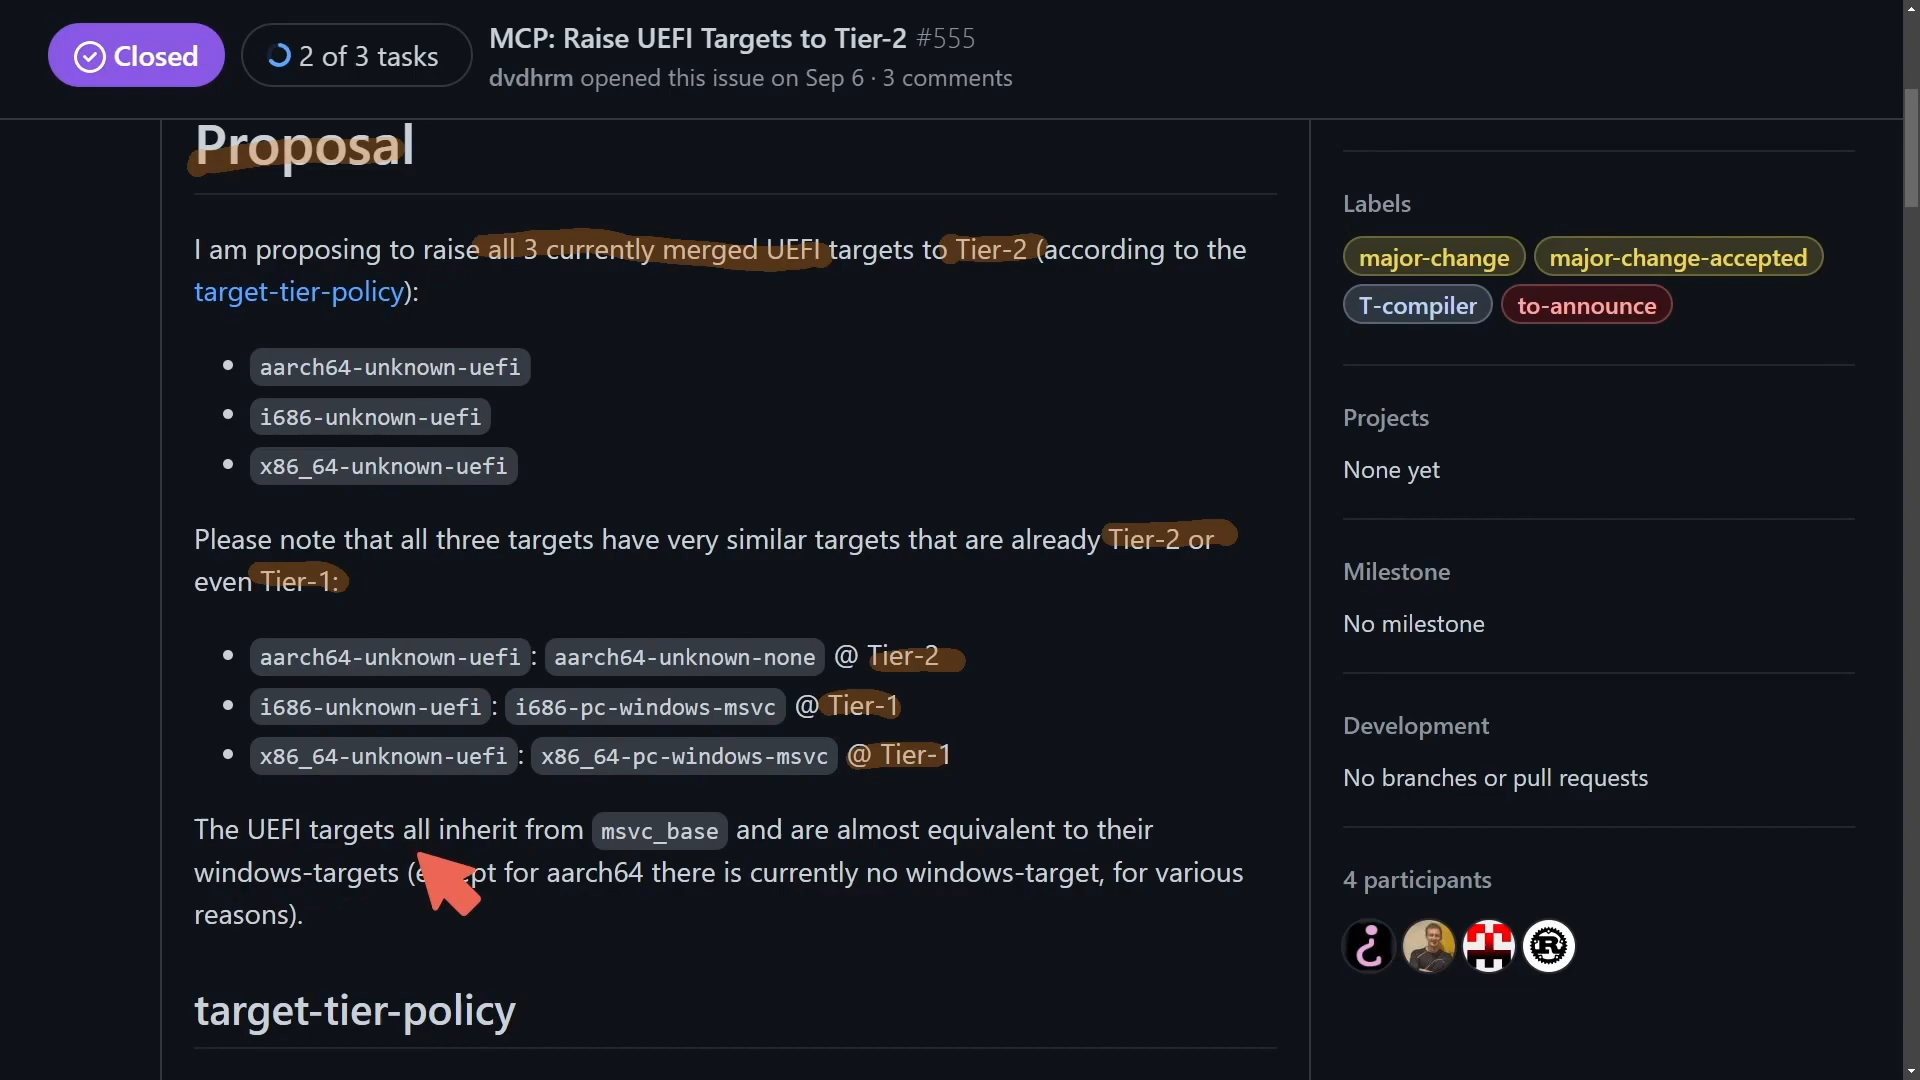 Closed
2 of 3 tasks
MCP: Raise UEFI Targets to Tier-2 #555
dvdhrm opened this issue on Sep 6 · 3 comments
Proposal
I am proposing to raise all 3 currently merged UEFI targets to Tier-2 (according to the
target-tier-policy):
aarch64-unknown-uefi
i686-unknown-uefi
x86_64-unknown-uefi
Please note that all three targets have very similar targets that are already Tier-2 or
even Tier-1:
aarch64-unknown-uefi: aarch64-unknown-none @ Tier-2
i686-unknown-uefi: i686-pc-windows-msvc @ Tier-1
x86_64-unknown-uefi: x86_64-pc-windows-msvc @ Tier-1
The UEFI targets all inherit from msvc_base and are almost equivalent to their
windows-targets (except for aarch64 there is currently no windows-target, for various
reasons).
target-tier-policy
Labels
major-change major-change-accepted
T-compiler to-announce
Projects
None yet
Milestone
No milestone
Development
No branches or pull requests
4 participants